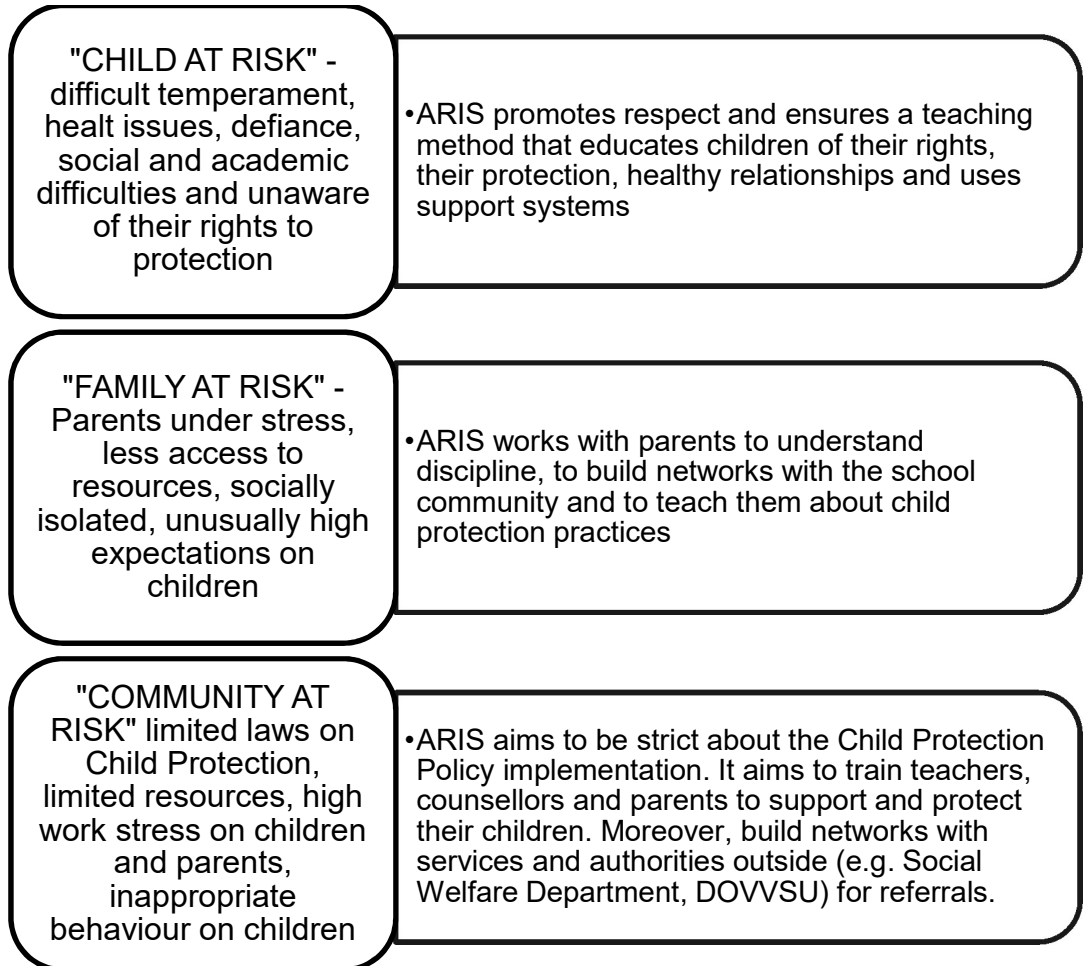 "CHILD AT RISK" -
difficult temperament,
healt issues, defiance,
social and academic
difficulties and unaware
of their rights to
protection
•ARIS promotes respect and ensures a teaching
method that educates children of their rights,
their protection, healthy relationships and uses
support systems
"FAMILY AT RISK" -
Parents under stress,
less access to
resources, socially
isolated, unusually high
expectations on
children
•ARIS works with parents to understand
discipline, to build networks with the school
community and to teach them about child
protection practices
"COMMUNITY AT
RISK" limited laws on
Child Protection,
limited resources, high
work stress on children
and parents,
inappropriate
behaviour on children
•ARIS aims to be strict about the Child Protection
Policy implementation. It aims to train teachers,
counsellors and parents to support and protect
their children. Moreover, build networks with
services and authorities outside (e.g. Social
Welfare Department, DOVVSU) for referrals.